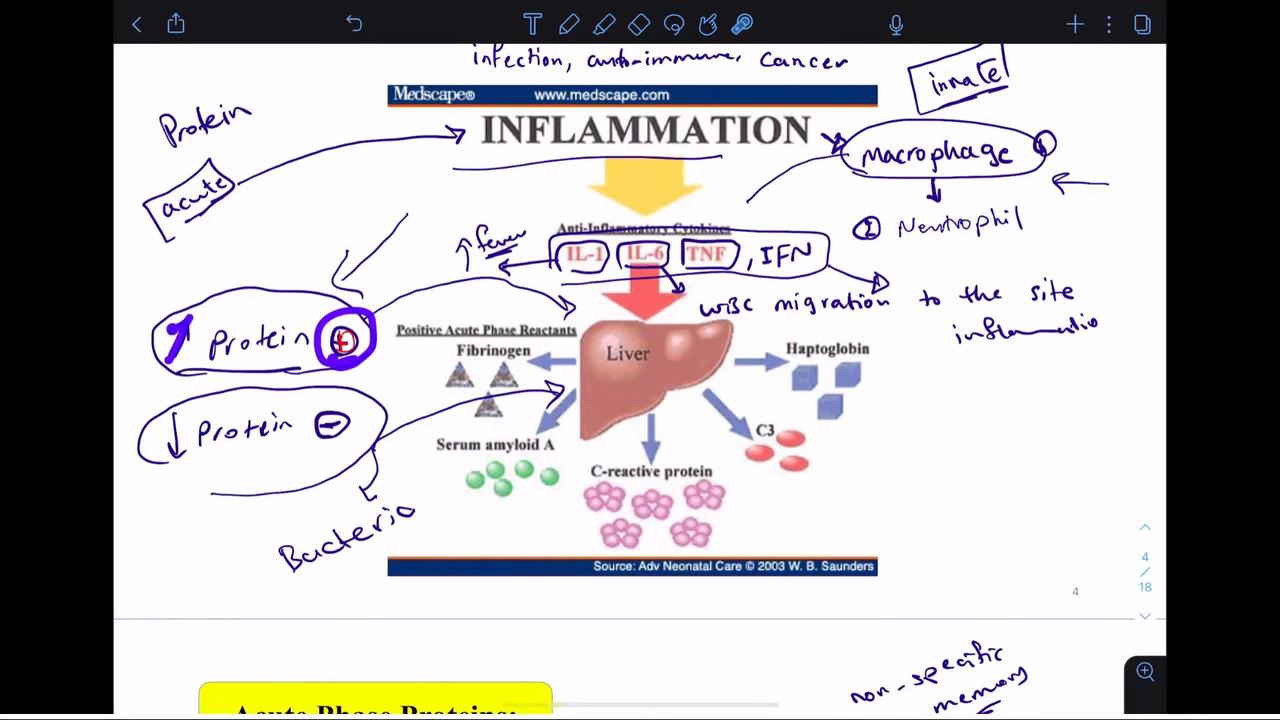 infection, auto-immune, cancer
innate
Medscape® www.medscape.com
Protein
INFLAMMATION
Macrophage ①
acute
② Neutrophil
Anti-Inflammatory Cytokines
↑ fever
IL-1 IL-6 TNF , IFN
WBC migration to the site
inflammatio
↑ Protein +
Positive Acute Phase Reactants
Fibrinogen
Liver
Haptoglobin
↓ Protein −
Serum amyloid A
C3
C-reactive protein
Bacteria
Source: Adv Neonatal Care © 2003 W. B. Saunders
4
/
18
4
non-specific
memory
Acute Phase Proteins: